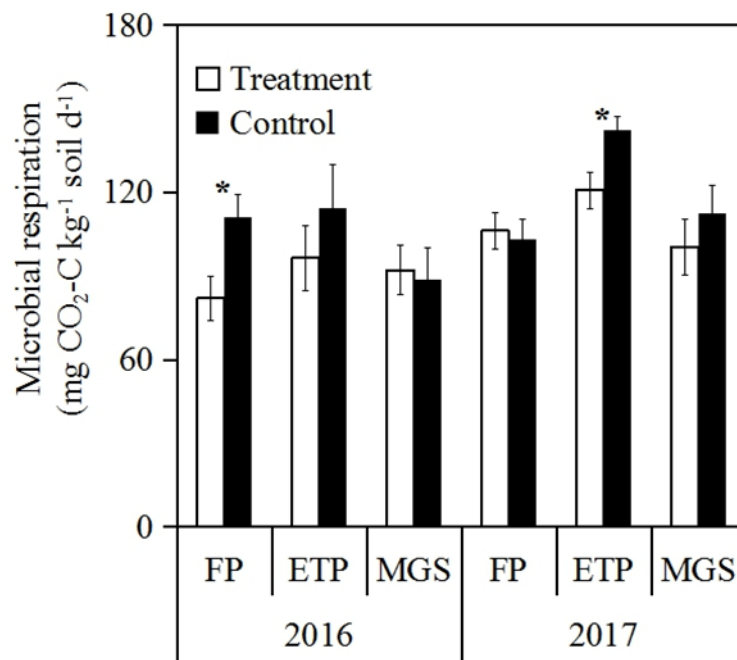 Microbial respiration
(mg CO₂-C kg⁻¹ soil d⁻¹)
180
120
60
0
Treatment
Control
*
*
FP ETP MGS FP ETP MGS
2016 2017